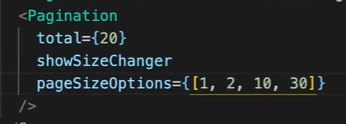 <Pagination
total={20}
showSizeChanger
pageSizeOptions={[1, 2, 10, 30]}
/>